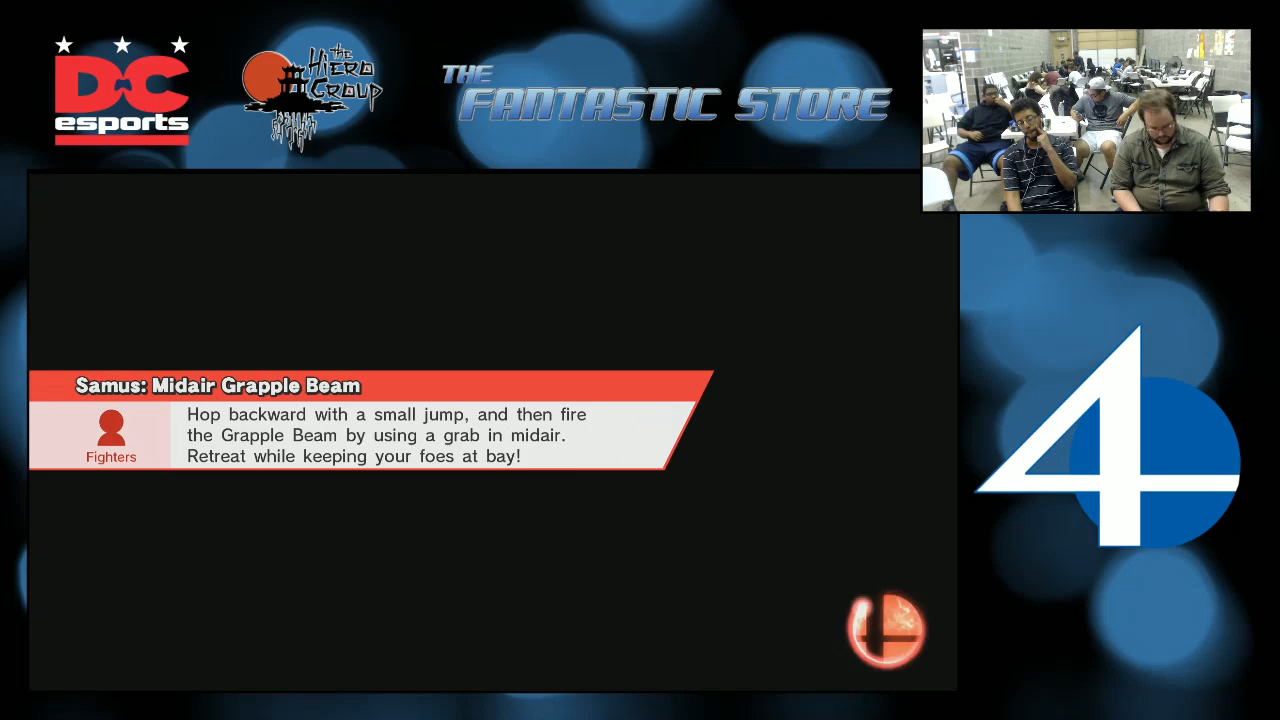 DC
esports
the
Hiero
Group
THE
FANTASTIC STORE
Samus: Midair Grapple Beam
Hop backward with a small jump, and then fire
the Grapple Beam by using a grab in midair.
Retreat while keeping your foes at bay!
Fighters
4